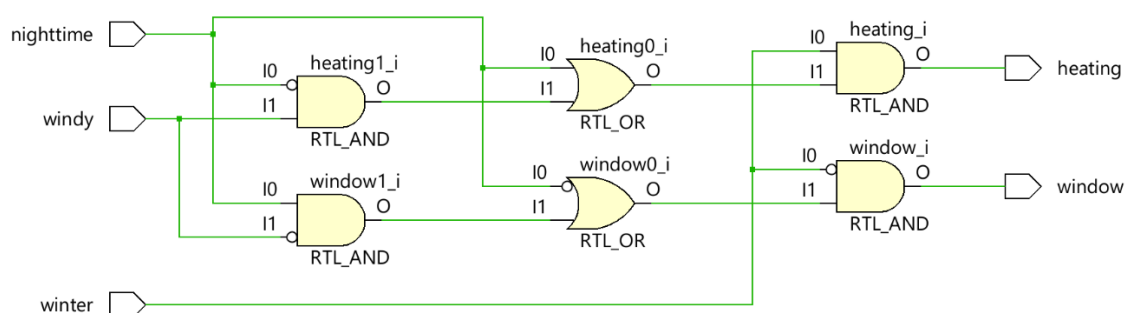 nighttime
heating1_i
heating0_i
heating_i
I0
I1
O
RTL_AND
I0
I1
O
RTL_OR
I0
I1
O
RTL_AND
heating
windy
window1_i
window0_i
window_i
I0
I1
O
RTL_AND
I0
I1
O
RTL_OR
I0
I1
O
RTL_AND
window
winter